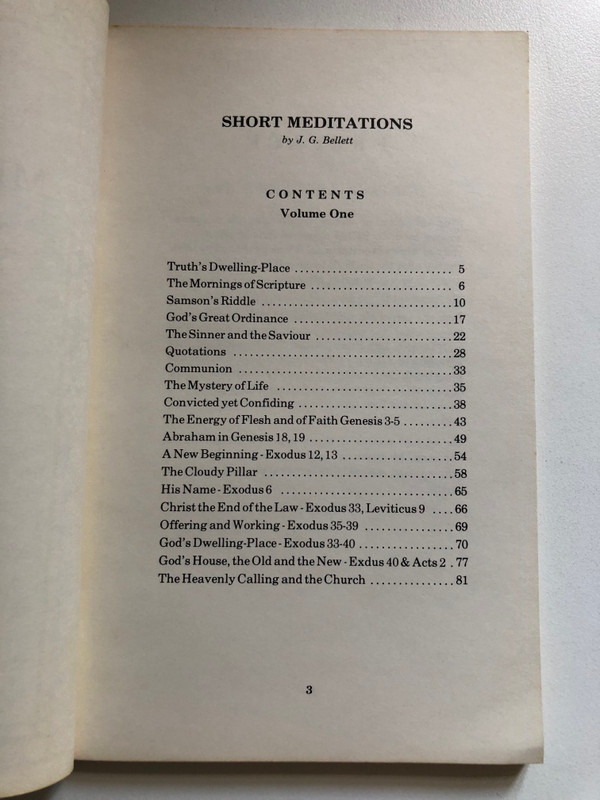 SHORT MEDITATIONS
by J. G. Bellett
CONTENTS
Volume One
Truth's Dwelling-Place ............................ 5
The Mornings of Scripture ......................... 6
Samson's Riddle ..................................10
God's Great Ordinance ............................17
The Sinner and the Saviour ........................22
Quotations .......................................28
Communion ......................................33
The Mystery of Life ...............................35
Convicted yet Confiding ...........................38
The Energy of Flesh and of Faith Genesis 3-5 .........43
Abraham in Genesis 18, 19 .........................49
A New Beginning - Exodus 12, 13 ...................54
The Cloudy Pillar .................................58
His Name - Exodus 6 ..............................65
Christ the End of the Law - Exodus 33, Leviticus 9 ....66
Offering and Working - Exodus 35-39 ...............69
God's Dwelling-Place - Exodus 33-40 ................70
God's House, the Old and the New - Exdus 40 & Acts 2 . 77
The Heavenly Calling and the Church ...............81
3